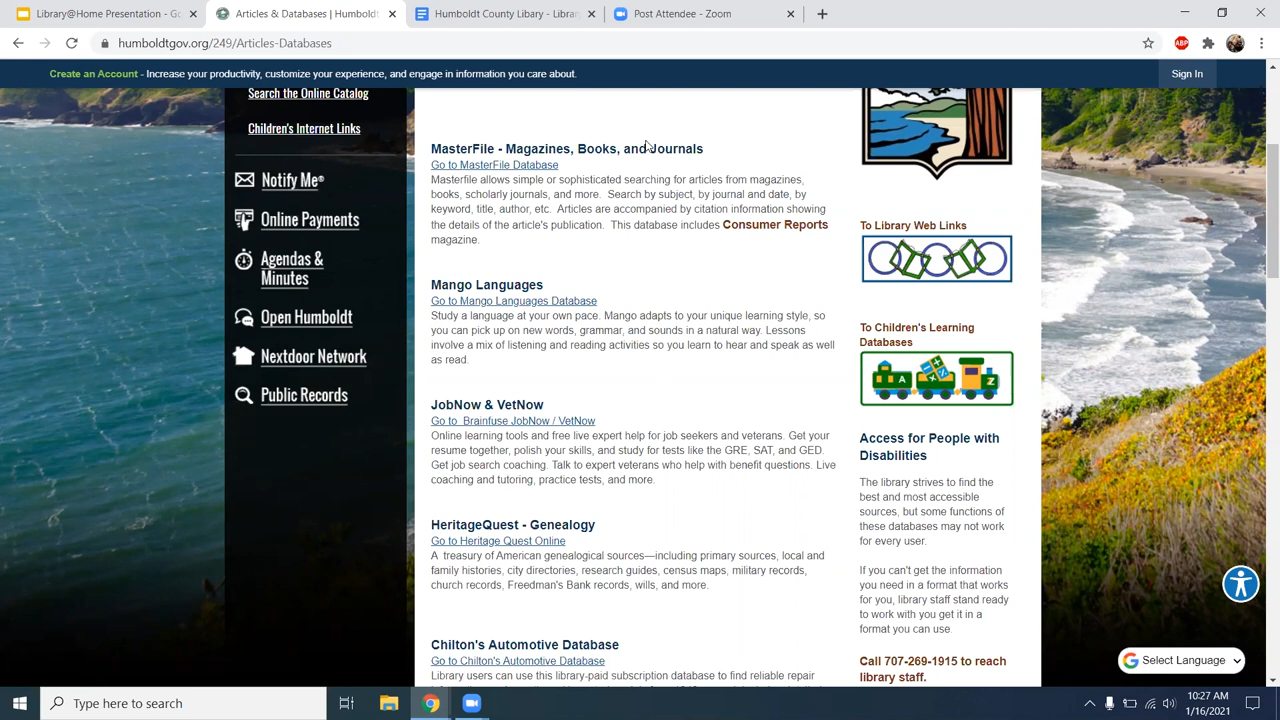 Library@Home Presentation - Go
Articles & Databases | Humboldt
Humboldt County Libary - Librar
Post Attendee - Zoom
humboldtgov.org/249/Articles-Databases
ABP
Create an Account - Increase your productivity, customize your experience, and engage in information you care about.
Sign In
Search the Online Catalog
Children's Internet Links
Notify Me®
Online Payments
Agendas &
Minutes
Open Humboldt
Nextdoor Network
Public Records
MasterFile - Magazines, Books, and Journals
Go to MasterFile Database
Masterfile allows simple or sophisticated searching for articles from magazines,
books, scholarly journals, and more. Search by subject, by journal and date, by
keyword, title, author, etc. Articles are accompanied by citation information showing
the details of the article's publication. This database includes Consumer Reports
magazine.
Mango Languages
Go to Mango Languages Database
Study a language at your own pace. Mango adapts to your unique learning style, so
you can pick up on new words, grammar, and sounds in a natural way. Lessons
involve a mix of listening and reading activities so you learn to hear and speak as well
as read.
JobNow & VetNow
Go to Brainfuse JobNow / VetNow
Online learning tools and free live expert help for job seekers and veterans. Get your
resume together, polish your skills, and study for tests like the GRE, SAT, and GED.
Get job search coaching. Talk to expert veterans who help with benefit questions. Live
coaching and tutoring, practice tests, and more.
HeritageQuest - Genealogy
Go to Heritage Quest Online
A treasury of American genealogical sources—including primary sources, local and
family histories, city directories, research guides, census maps, military records,
church records, Freedman's Bank records, wills, and more.
Chilton's Automotive Database
Go to Chilton's Automotive Database
Library users can use this library-paid subscription database to find reliable repair
To Library Web Links
To Children's Learning
Databases
A
Z
Access for People with
Disabilities
The library strives to find the
best and most accessible
sources, but some functions of
these databases may not work
for every user.
If you can't get the information
you need in a format that works
for you, library staff stand ready
to work with you get it in a
format you can use.
Call 707-269-1915 to reach
library staff.
Select Language
Type here to search
10:27 AM
1/16/2021